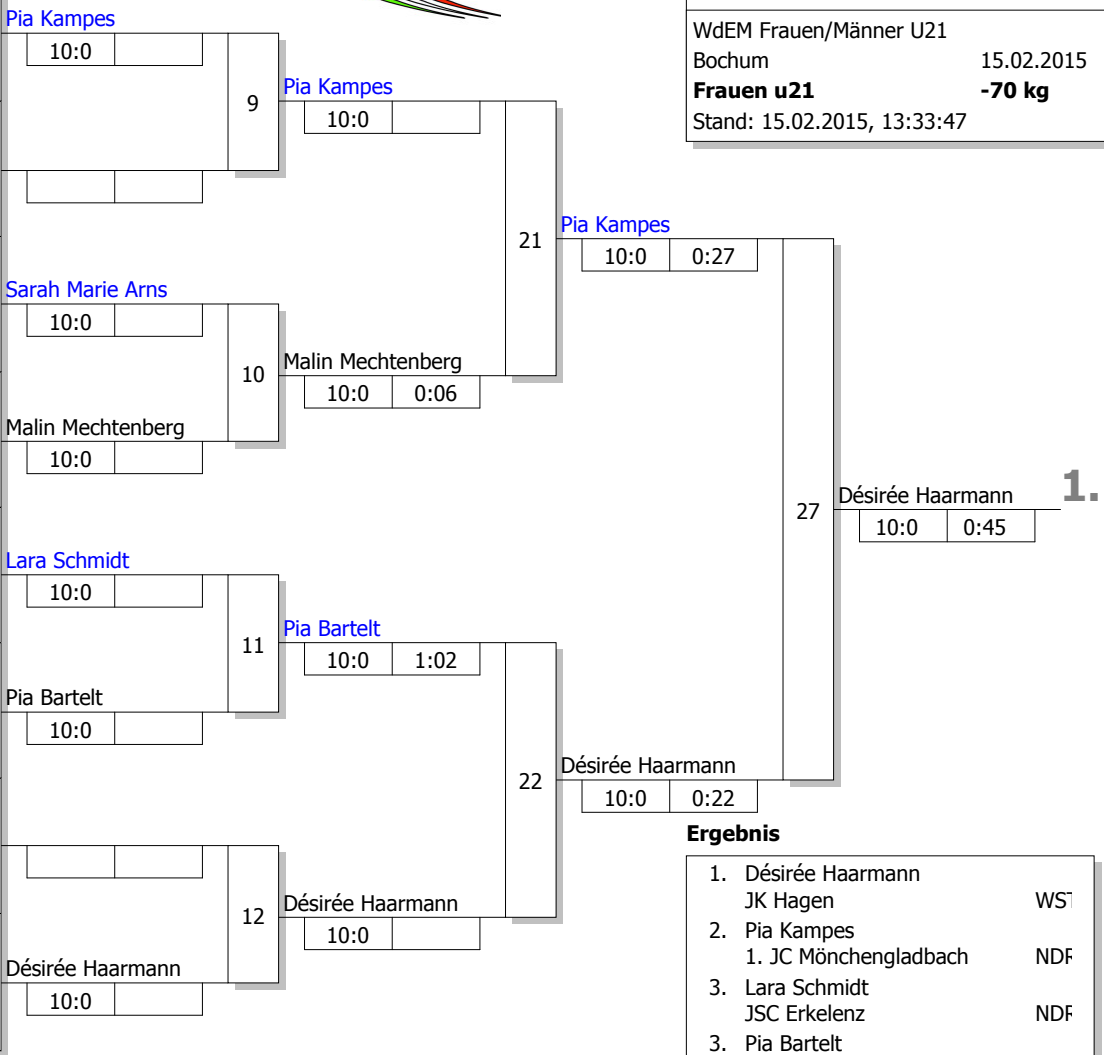 Pia Kampes
10:0
9
Pia Kampes
10:0
Sarah Marie Arns
10:0
10
Malin Mechtenberg
10:0 0:06
Malin Mechtenberg
10:0
21
Pia Kampes
10:0 0:27
Lara Schmidt
10:0
11
Pia Bartelt
10:0 1:02
Pia Bartelt
10:0
22
Désirée Haarmann
10:0 0:22
12
Désirée Haarmann
10:0
Désirée Haarmann
10:0
27
Désirée Haarmann 1.
10:0 0:45
WdEM Frauen/Männer U21
Bochum 15.02.2015
Frauen u21 -70 kg
Stand: 15.02.2015, 13:33:47
Ergebnis
1. Désirée Haarmann
JK Hagen
2. Pia Kampes
1. JC Mönchengladbach
3. Lara Schmidt
JSC Erkelenz
3. Pia Bartelt